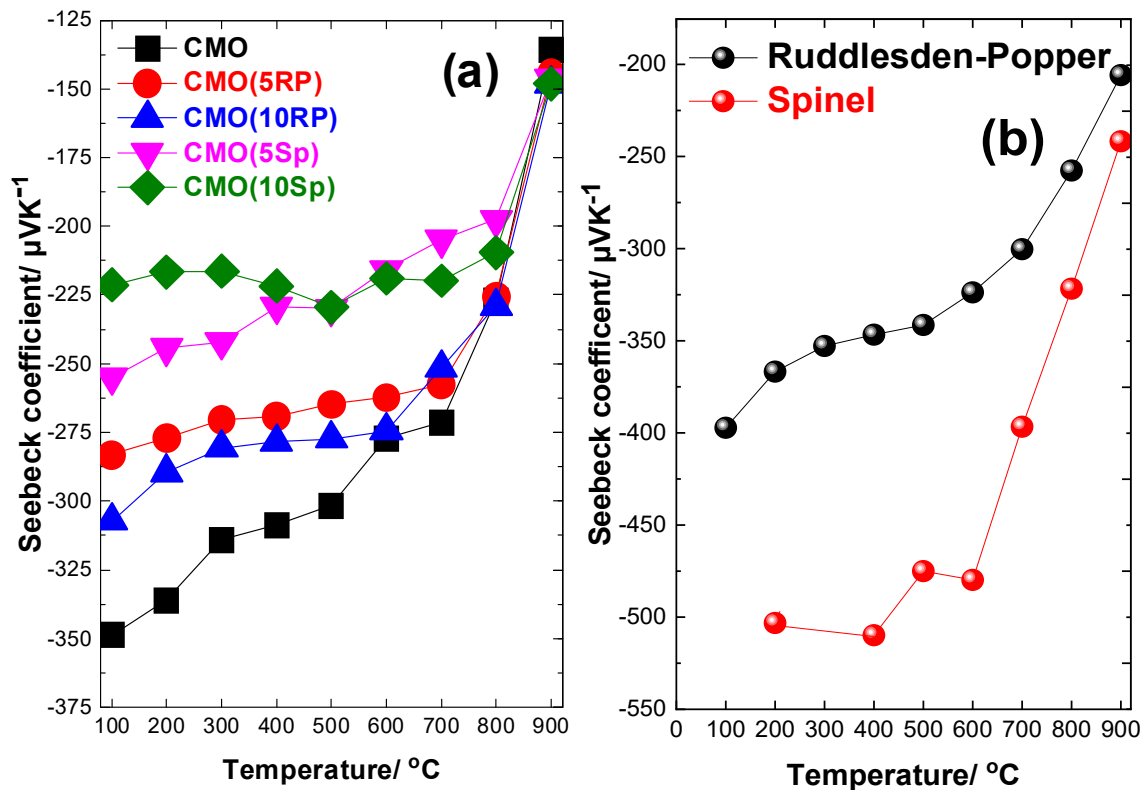 (a)
CMO
CMO(5RP)
CMO(10RP)
CMO(5Sp)
CMO(10Sp)
Seebeck coefficient/ µVK⁻¹
-125
-150
-175
-200
-225
-250
-275
-300
-325
-350
-375
100 200 300 400 500 600 700 800 900
Temperature/ °C
(b)
Ruddlesden-Popper
Spinel
Seebeck coefficent/ µVK⁻¹
-200
-250
-300
-350
-400
-450
-500
-550
0 100 200 300 400 500 600 700 800 900
Temperature/ °C